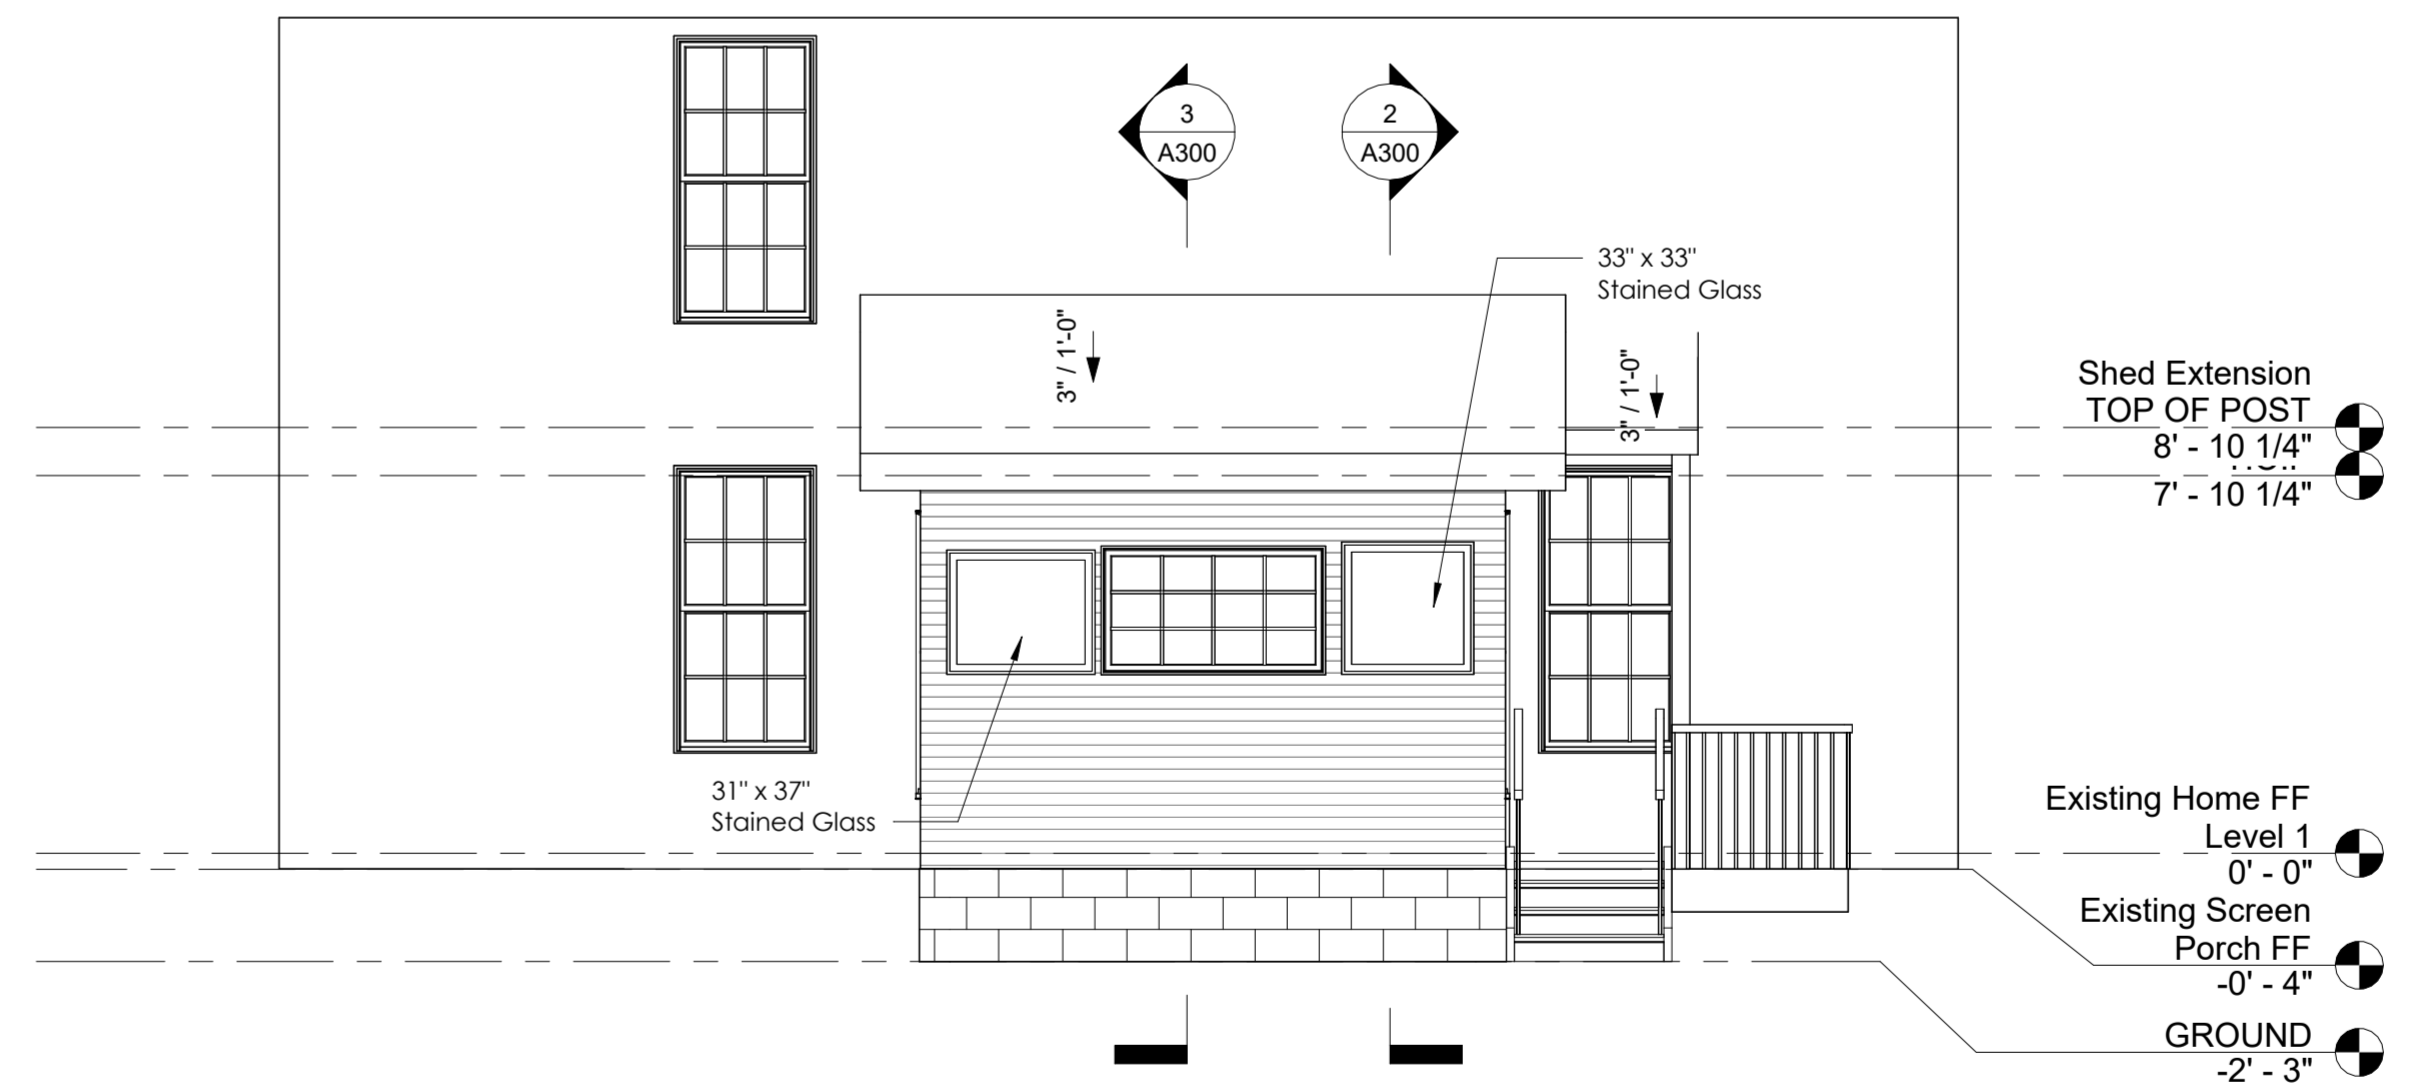 3
A300
2
A300
33" x 33"
Stained Glass
3" / 1'-0"
3" / 1'-0"
Shed Extension
TOP OF POST
8' - 10 1/4"
7' - 10 1/4"
31" x 37"
Stained Glass
Existing Home FF
Level 1
0' - 0"
Existing Screen
Porch FF
-0' - 4"
GROUND
-2' - 3"